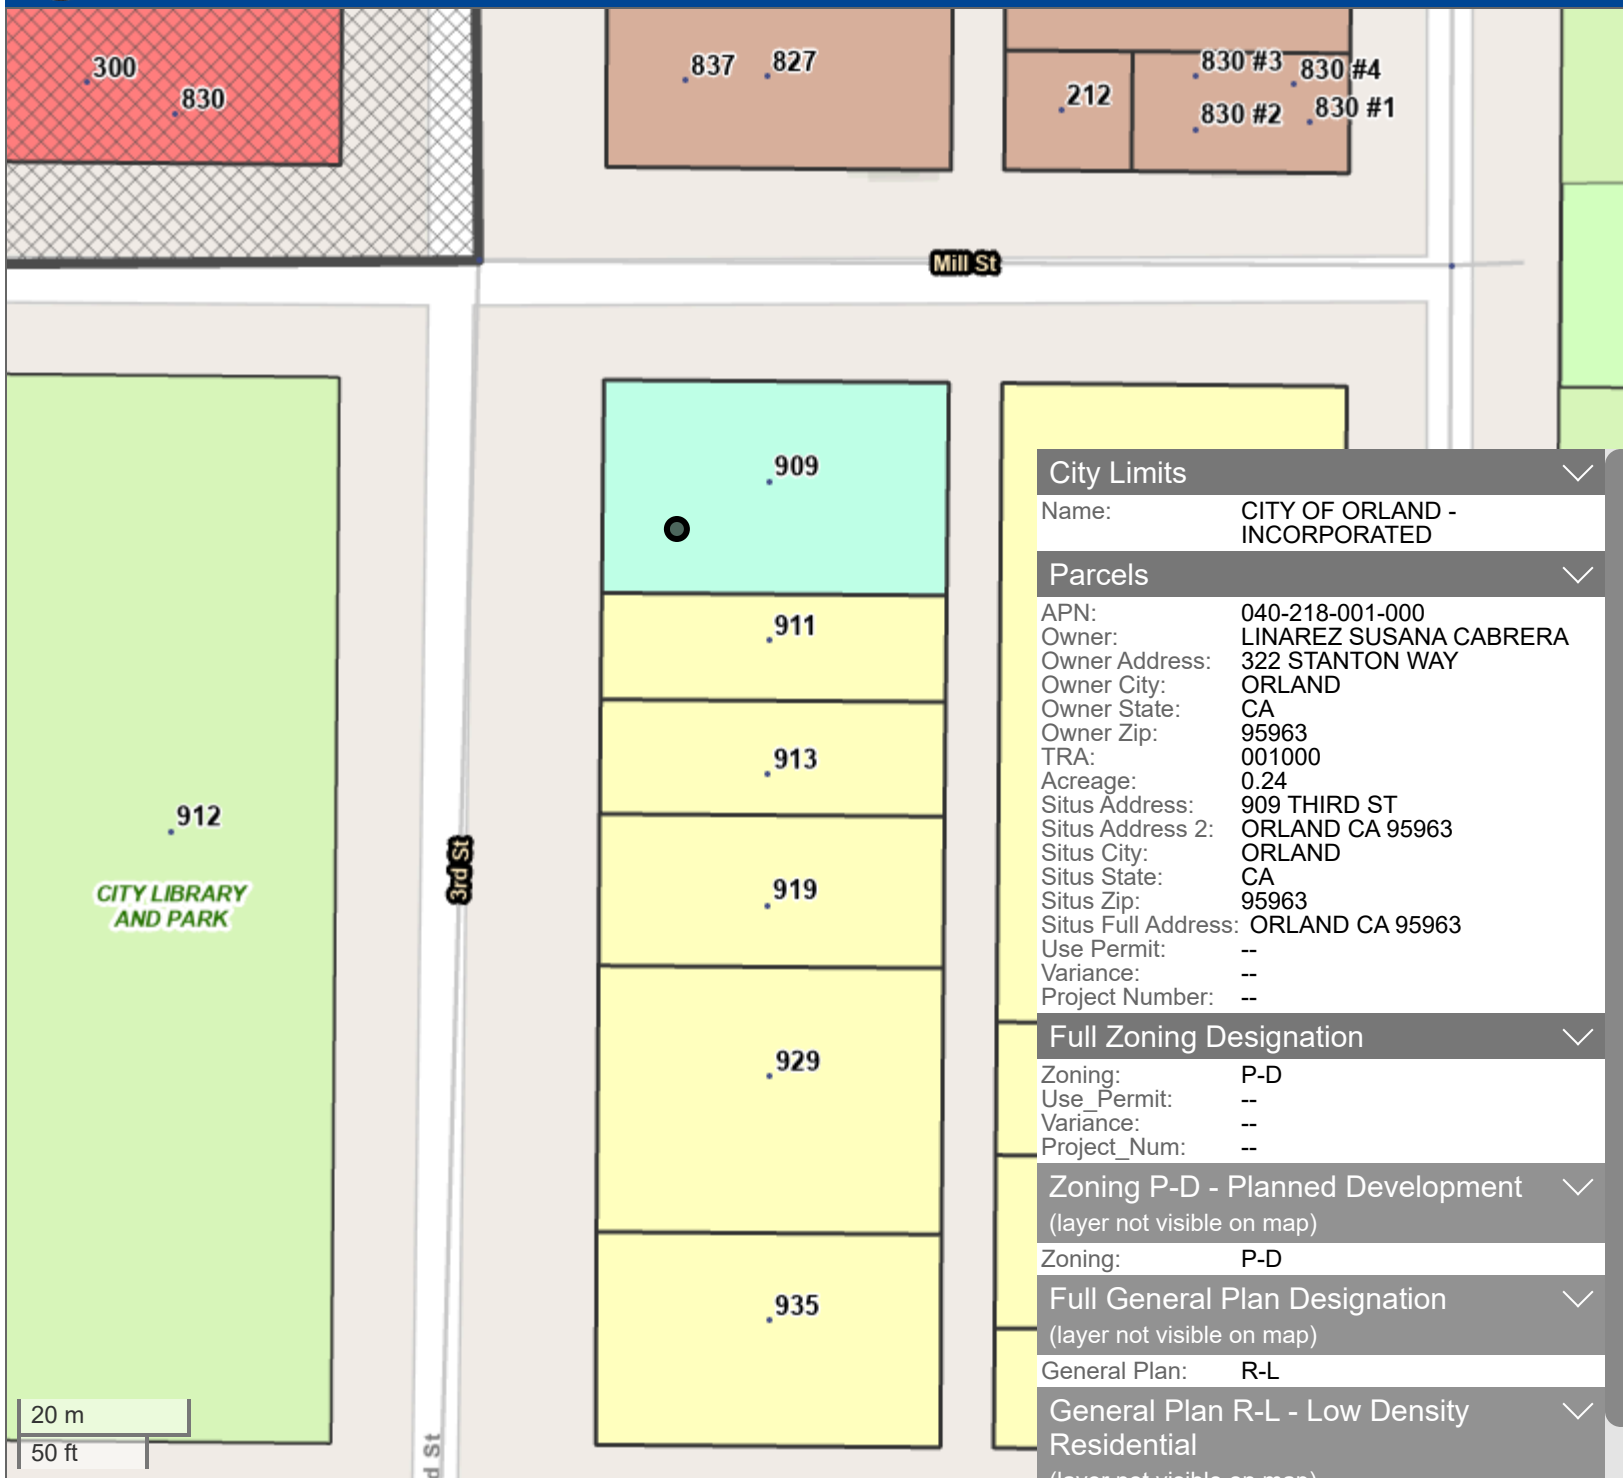 300
830
837
827
830 #3
830 #4
212
830 #2
830 #1
Mill St
909
911
913
919
929
935
912
CITY LIBRARY
AND PARK
3rd St
d St
20 m
50 ft
City Limits
Name: CITY OF ORLAND -
INCORPORATED
Parcels
APN: 040-218-001-000
Owner: LINAREZ SUSANA CABRERA
Owner Address: 322 STANTON WAY
Owner City: ORLAND
Owner State: CA
Owner Zip: 95963
TRA: 001000
Acreage: 0.24
Situs Address: 909 THIRD ST
Situs Address 2: ORLAND CA 95963
Situs City: ORLAND
Situs State: CA
Situs Zip: 95963
Situs Full Address: ORLAND CA 95963
Use Permit: --
Variance: --
Project Number: --
Full Zoning Designation
Zoning: P-D
Use_Permit: --
Variance: --
Project_Num: --
Zoning P-D - Planned Development
(layer not visible on map)
Zoning: P-D
Full General Plan Designation
(layer not visible on map)
General Plan: R-L
General Plan R-L - Low Density
Residential
(layer not visible on map)